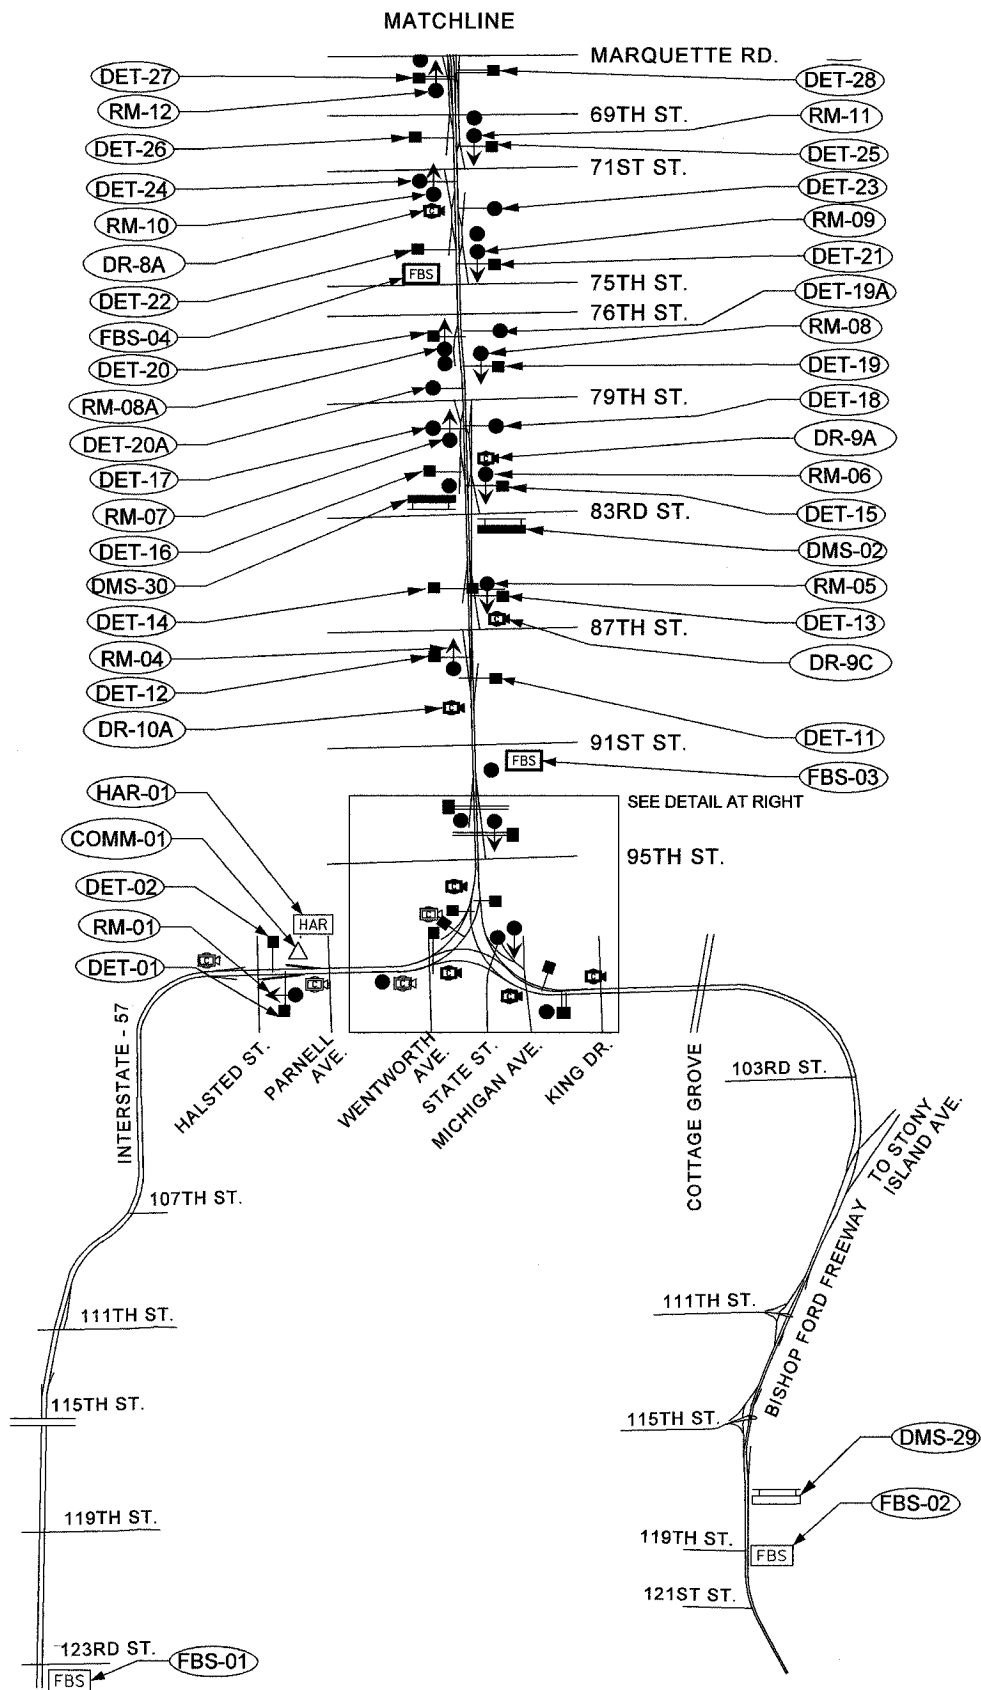 MATCHLINE
MARQUETTE RD.
DET-27
DET-28
RM-12
69TH ST.
RM-11
DET-26
DET-25
71ST ST.
DET-24
DET-23
RM-10
RM-09
DR-8A
DET-21
FBS
75TH ST.
DET-22
DET-19A
76TH ST.
FBS-04
RM-08
DET-20
DET-19
RM-08A
79TH ST.
DET-18
DET-20A
DR-9A
DET-17
RM-06
RM-07
83RD ST.
DET-15
DET-16
DMS-02
DMS-30
RM-05
DET-14
DET-13
87TH ST.
RM-04
DR-9C
DET-12
DR-10A
DET-11
91ST ST.
FBS
FBS-03
HAR-01
SEE DETAIL AT RIGHT
COMM-01
95TH ST.
DET-02
HAR
RM-01
DET-01
INTERSTATE - 57
HALSTED ST.
PARNELL
AVE.
WENTWORTH
AVE.
STATE ST.
MICHIGAN AVE.
KING DR.
COTTAGE GROVE
103RD ST.
TO STONY
ISLAND AVE.
107TH ST.
BISHOP FORD FREEWAY
111TH ST.
111TH ST.
115TH ST.
115TH ST.
DMS-29
FBS-02
119TH ST.
119TH ST.
FBS
121ST ST.
123RD ST.
FBS-01
FBS